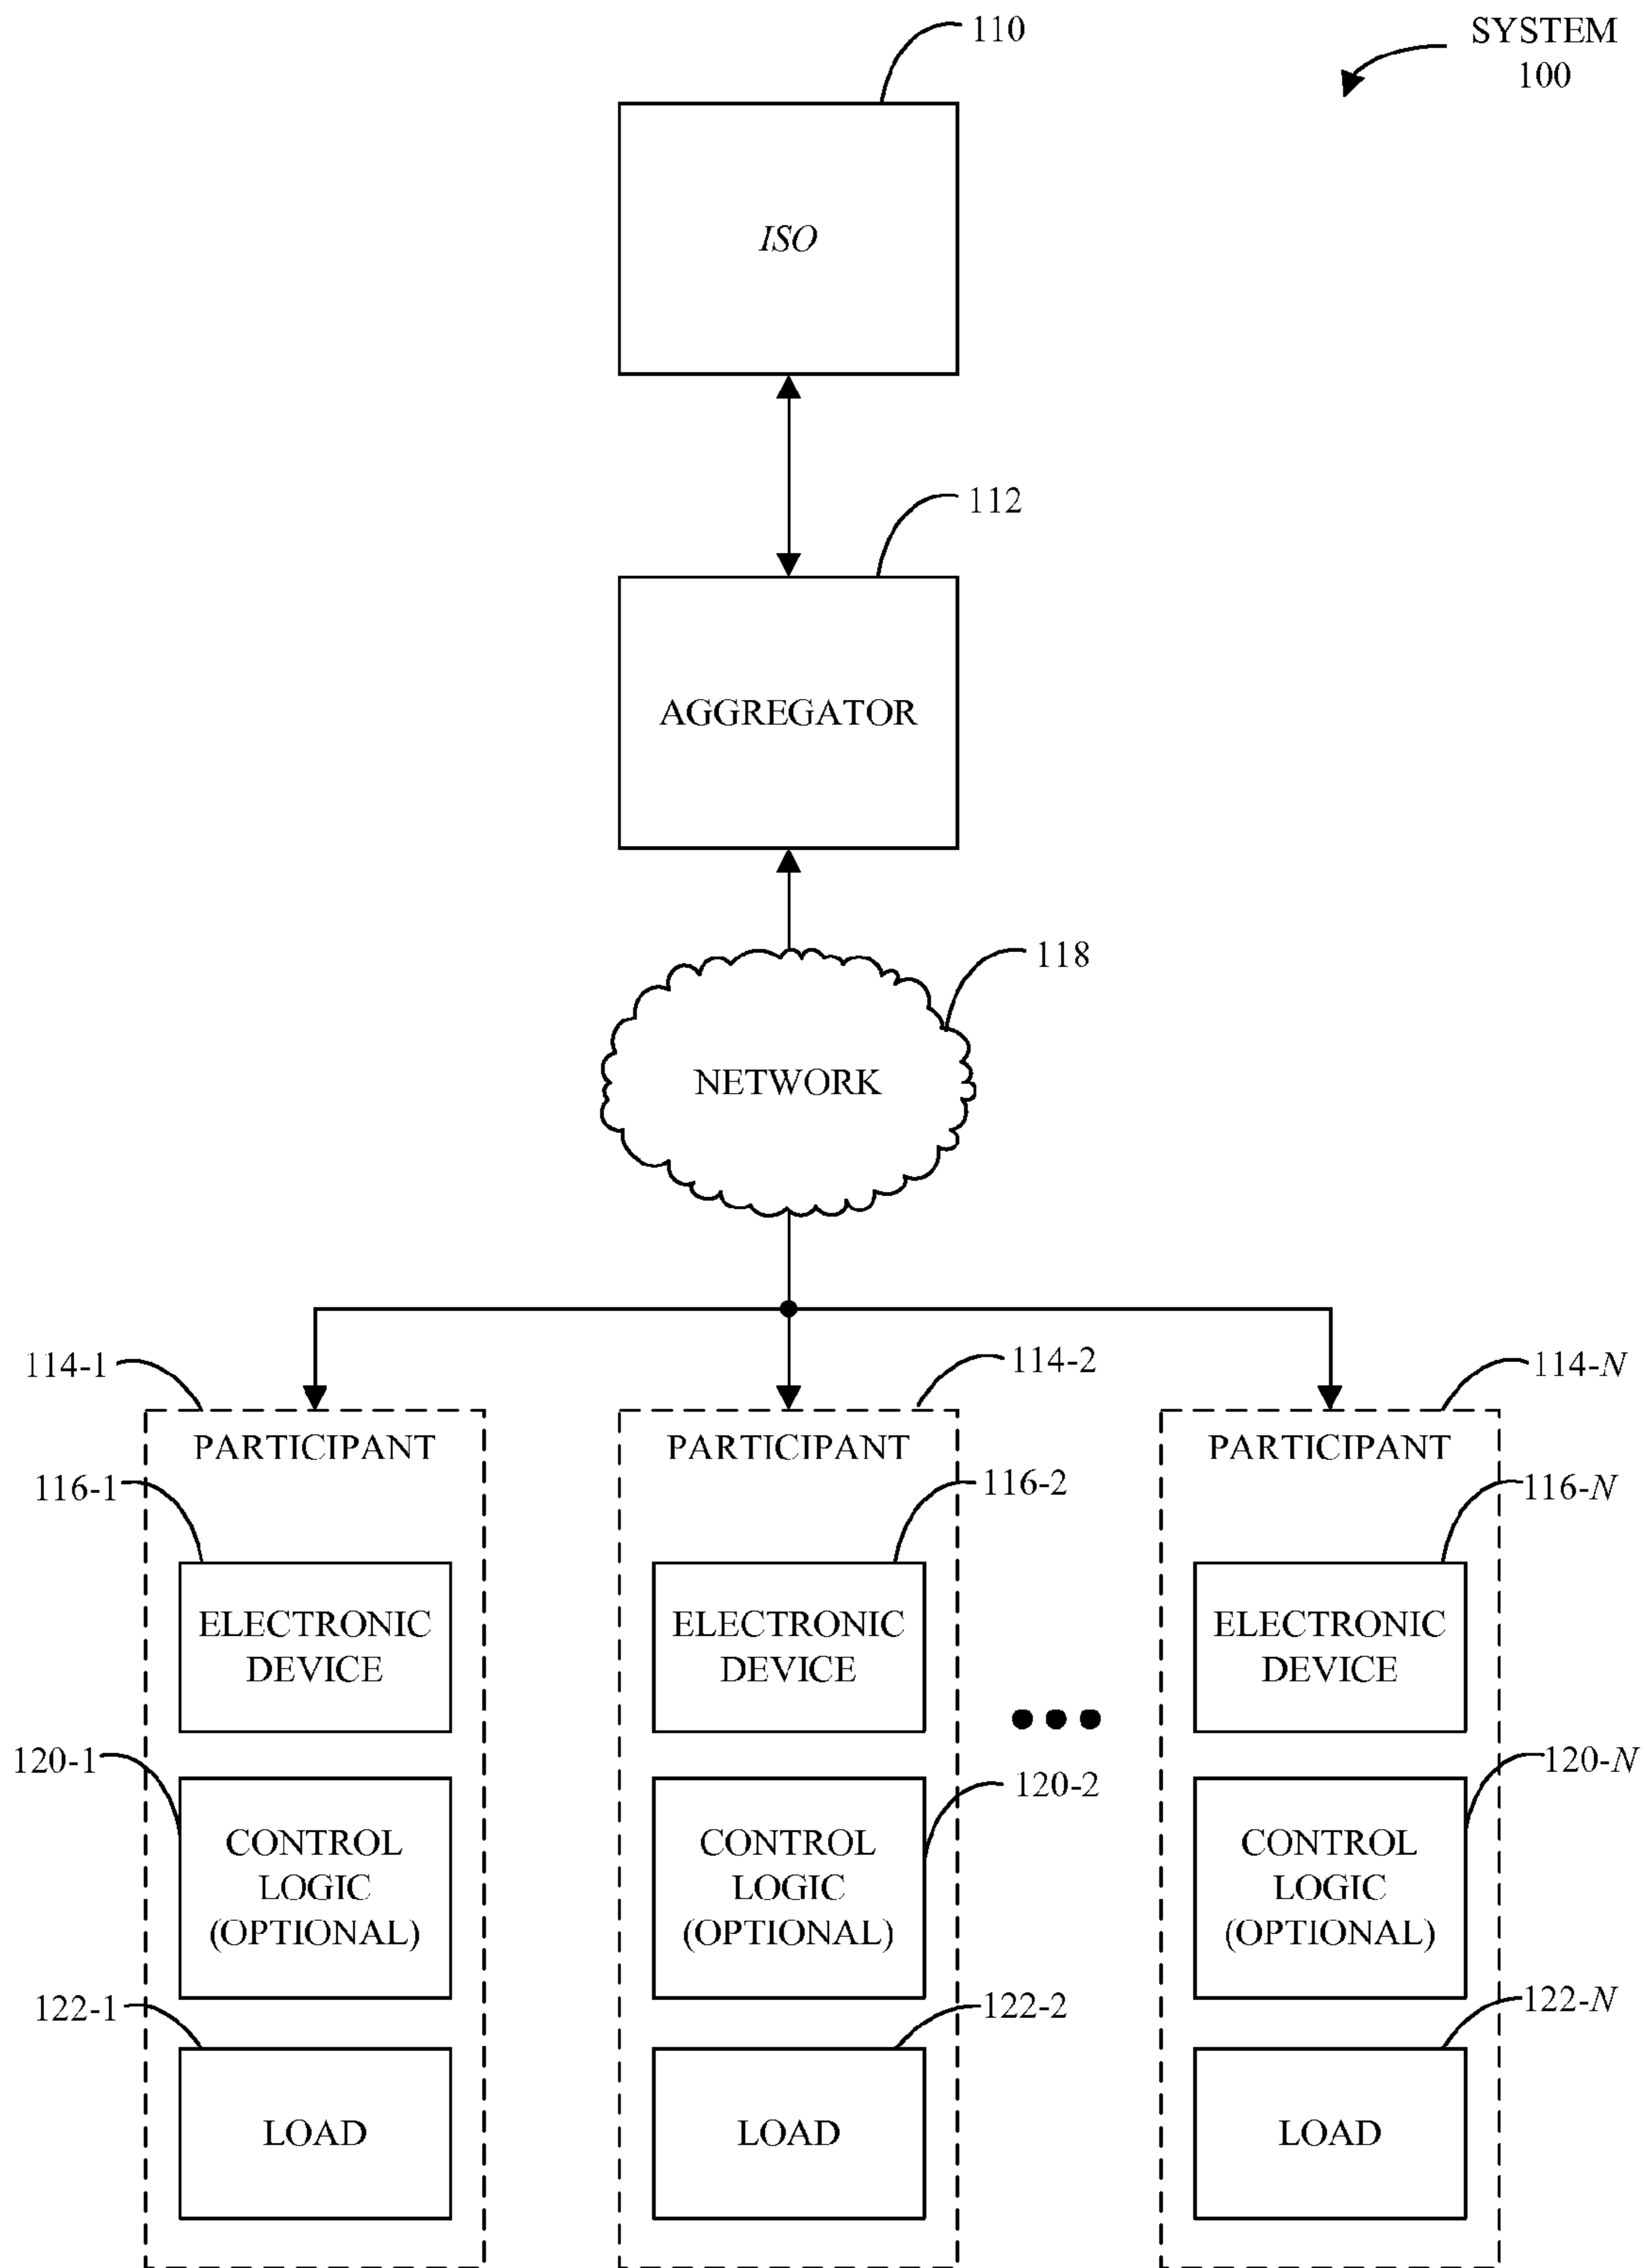 SYSTEM
100
110
ISO
112
AGGREGATOR
118
NETWORK
114-1
114-2
114-N
PARTICIPANT
PARTICIPANT
PARTICIPANT
116-1
116-2
116-N
ELECTRONIC
DEVICE
ELECTRONIC
DEVICE
ELECTRONIC
DEVICE
120-1
120-2
120-N
CONTROL
LOGIC
(OPTIONAL)
CONTROL
LOGIC
(OPTIONAL)
CONTROL
LOGIC
(OPTIONAL)
122-1
122-2
122-N
LOAD
LOAD
LOAD